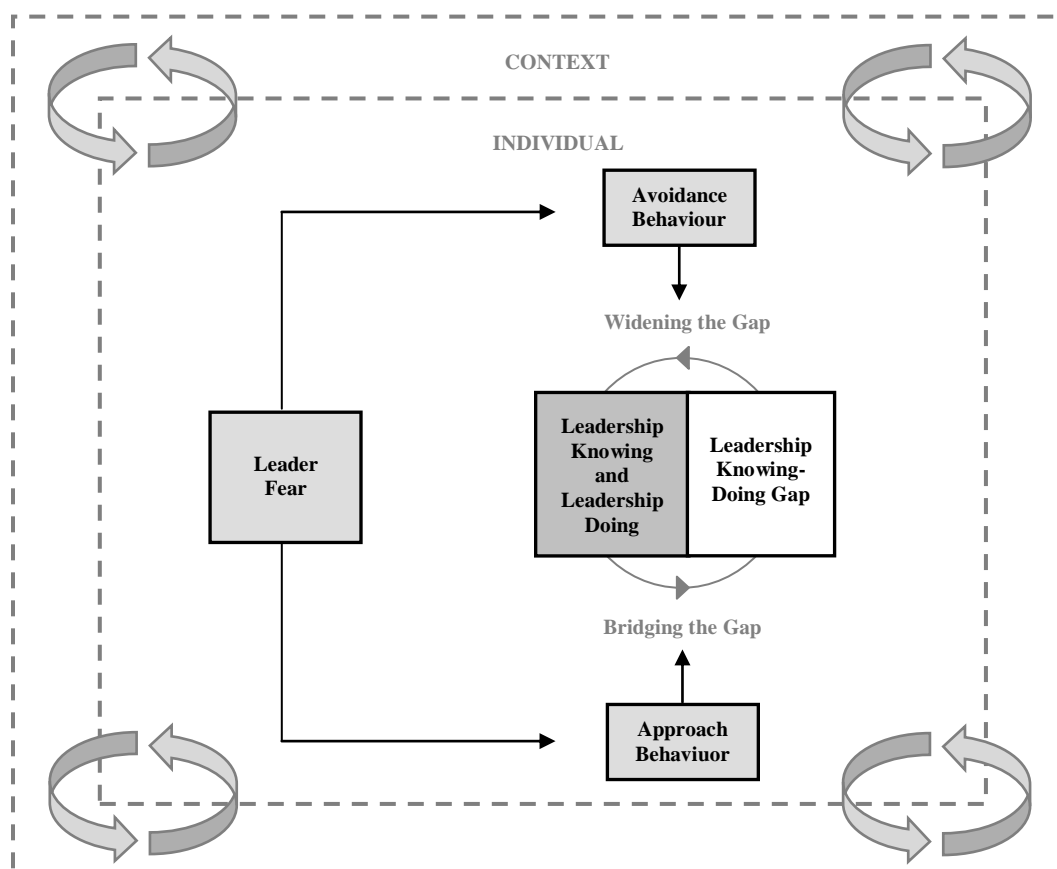 CONTEXT
INDIVIDUAL
Avoidance
Behaviour
Widening the Gap
Leader
Fear
Leadership
Knowing
and
Leadership
Doing
Leadership
Knowing-
Doing Gap
Bridging the Gap
Approach
Behaviuor